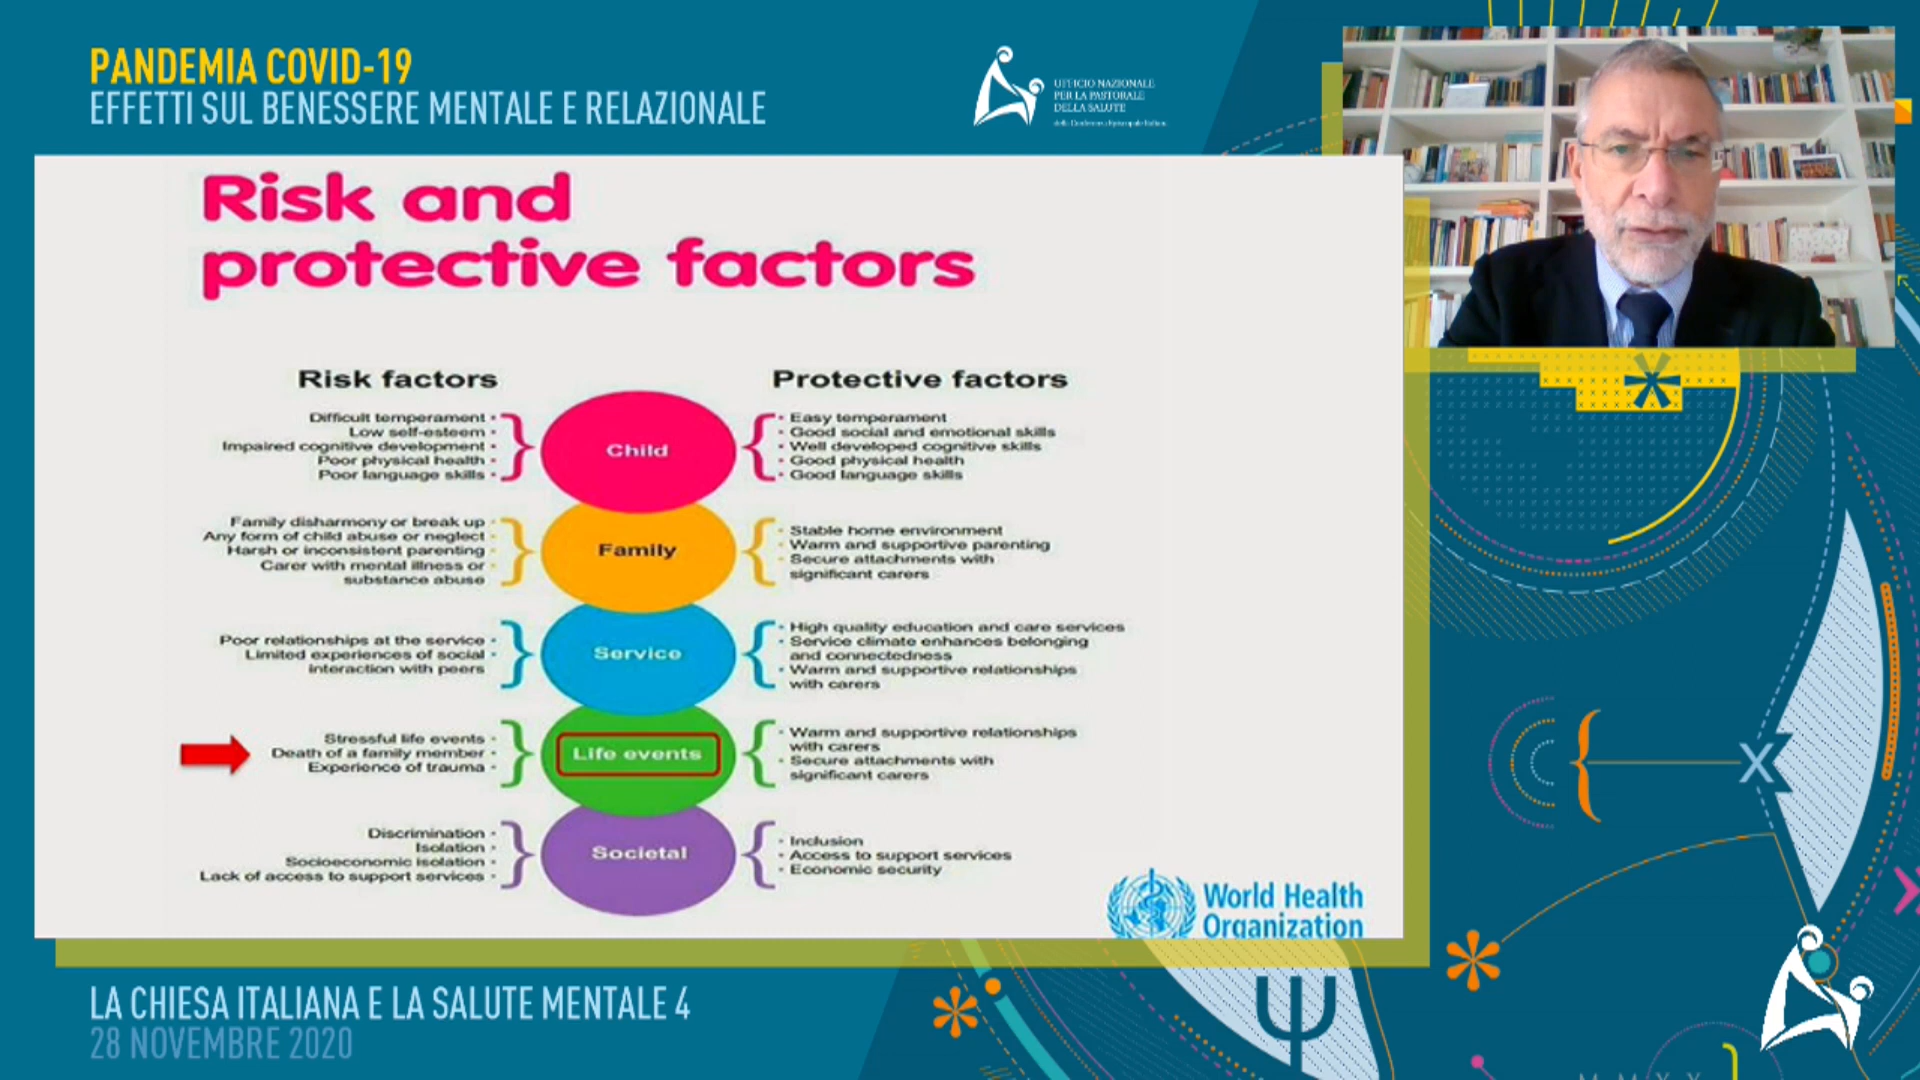 PANDEMIA COVID-19
EFFETTI SUL BENESSERE MENTALE E RELAZIONALE
UFFICIO NAZIONALE
PER LA PASTORALE
DELLA SALUTE
della Conferenza Episcopale Italiana
Risk and
protective factors
Risk factors
Difficult temperament •
Low self-esteem •
Impaired cognitive development •
Poor physical health •
Poor language skills •
Child
Protective factors
• Easy temperament
• Good social and emotional skills
• Well developed cognitive skills
• Good physical health
• Good language skills
Family disharmony or break up •
Any form of child abuse or neglect •
Harsh or inconsistent parenting •
Carer with mental illness or •
substance abuse
Family
• Stable home environment
• Warm and supportive parenting
• Secure attachments with
significant carers
Poor relationships at the service •
Limited experiences of social •
interaction with peers
Service
• High quality education and care services
• Service climate enhances belonging
and connectedness
• Warm and supportive relationships
with carers
Stressful life events •
Death of a family member •
Experience of trauma •
Life events
• Warm and supportive relationships
with carers
• Secure attachments with
significant carers
Discrimination •
Isolation •
Socioeconomic isolation •
Lack of access to support services •
Societal
• Inclusion
• Access to support services
• Economic security
World Health
Organization
LA CHIESA ITALIANA E LA SALUTE MENTALE 4
28 NOVEMBRE 2020